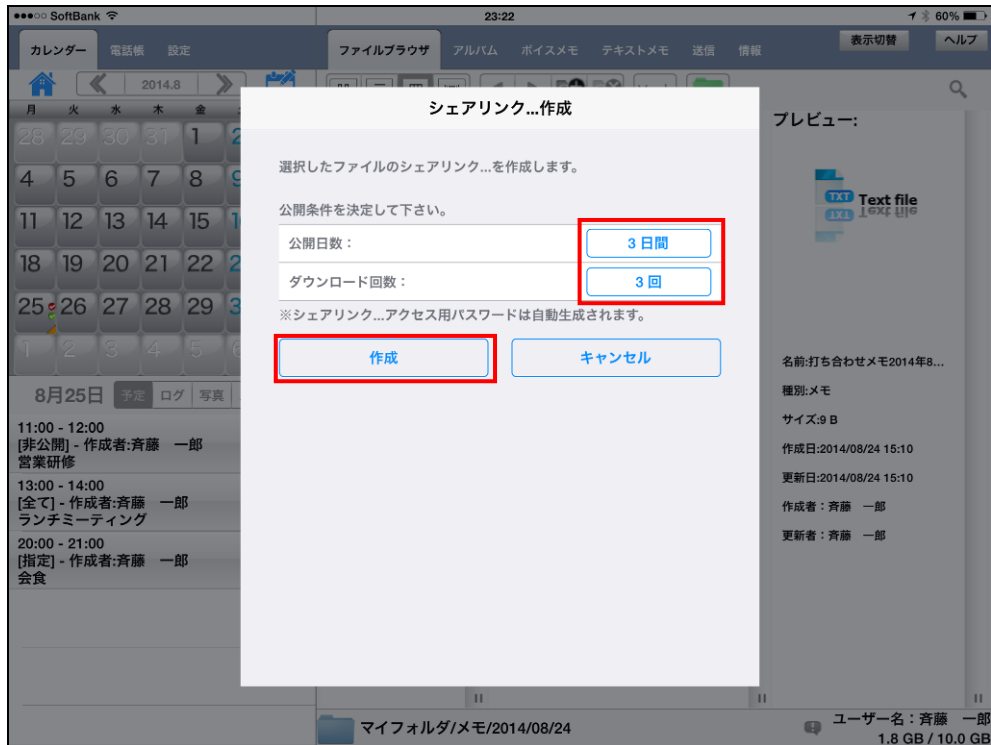 SoftBank
23:22
60%
カレンダー 電話帳 設定
ファイルブラウザ アルバム ボイスメモ テキストメモ 送信 情報
表示切替 ヘルプ
2014.8
月 火 水 木 金
28 29 30 31 1 2
4 5 6 7 8 9
11 12 13 14 15 1
18 19 20 21 22 2
25 26 27 28 29 3
1 2 3 4 5 6
8月25日 予定 ログ 写真
11:00 - 12:00
[非公開] - 作成者:斉藤 一郎
営業研修
13:00 - 14:00
[全て] - 作成者:斉藤 一郎
ランチミーティング
20:00 - 21:00
[指定] - 作成者:斉藤 一郎
会食
シェアリンク...作成
選択したファイルのシェアリンク...を作成します。
公開条件を決定して下さい。
公開日数： 3 日間
ダウンロード回数： 3 回
※シェアリンク...アクセス用パスワードは自動生成されます。
作成 キャンセル
プレビュー:
TXT Text file
名前:打ち合わせメモ2014年8...
種別:メモ
サイズ:9 B
作成日:2014/08/24 15:10
更新日:2014/08/24 15:10
作成者：斉藤 一郎
更新者：斉藤 一郎
マイフォルダ/メモ/2014/08/24
ユーザー名：斉藤 一郎
1.8 GB / 10.0 GB